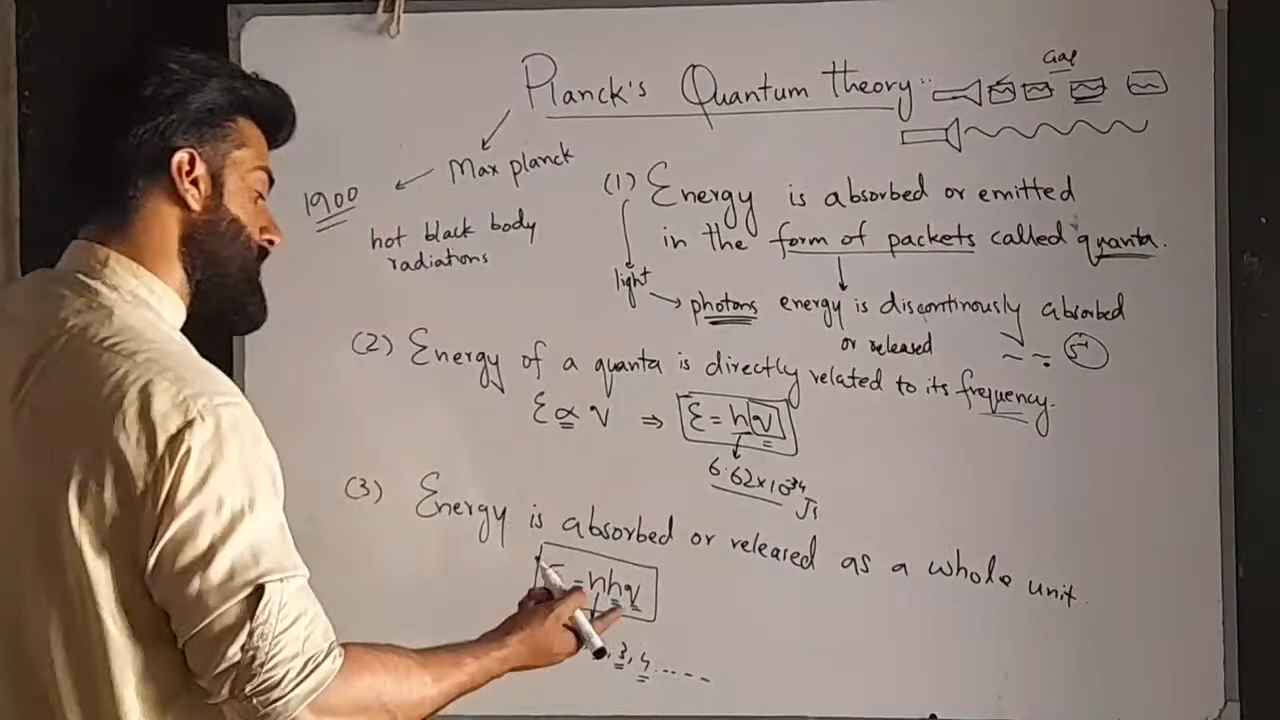 Planck's Quantum theory:
Gap
Max planck
1900
hot black body
radiations
(1) Energy is absorbed or emitted
in the form of packets called quanta.
light
photons energy is discontinously absorbed
or released
(2) Energy of a quanta is directly related to its frequency.
ε α ν ⇒ ε = hν
6.62×10⁻³⁴ Js
(3) Energy is absorbed or released as a whole unit.
= nhν
, 3, 4 ......